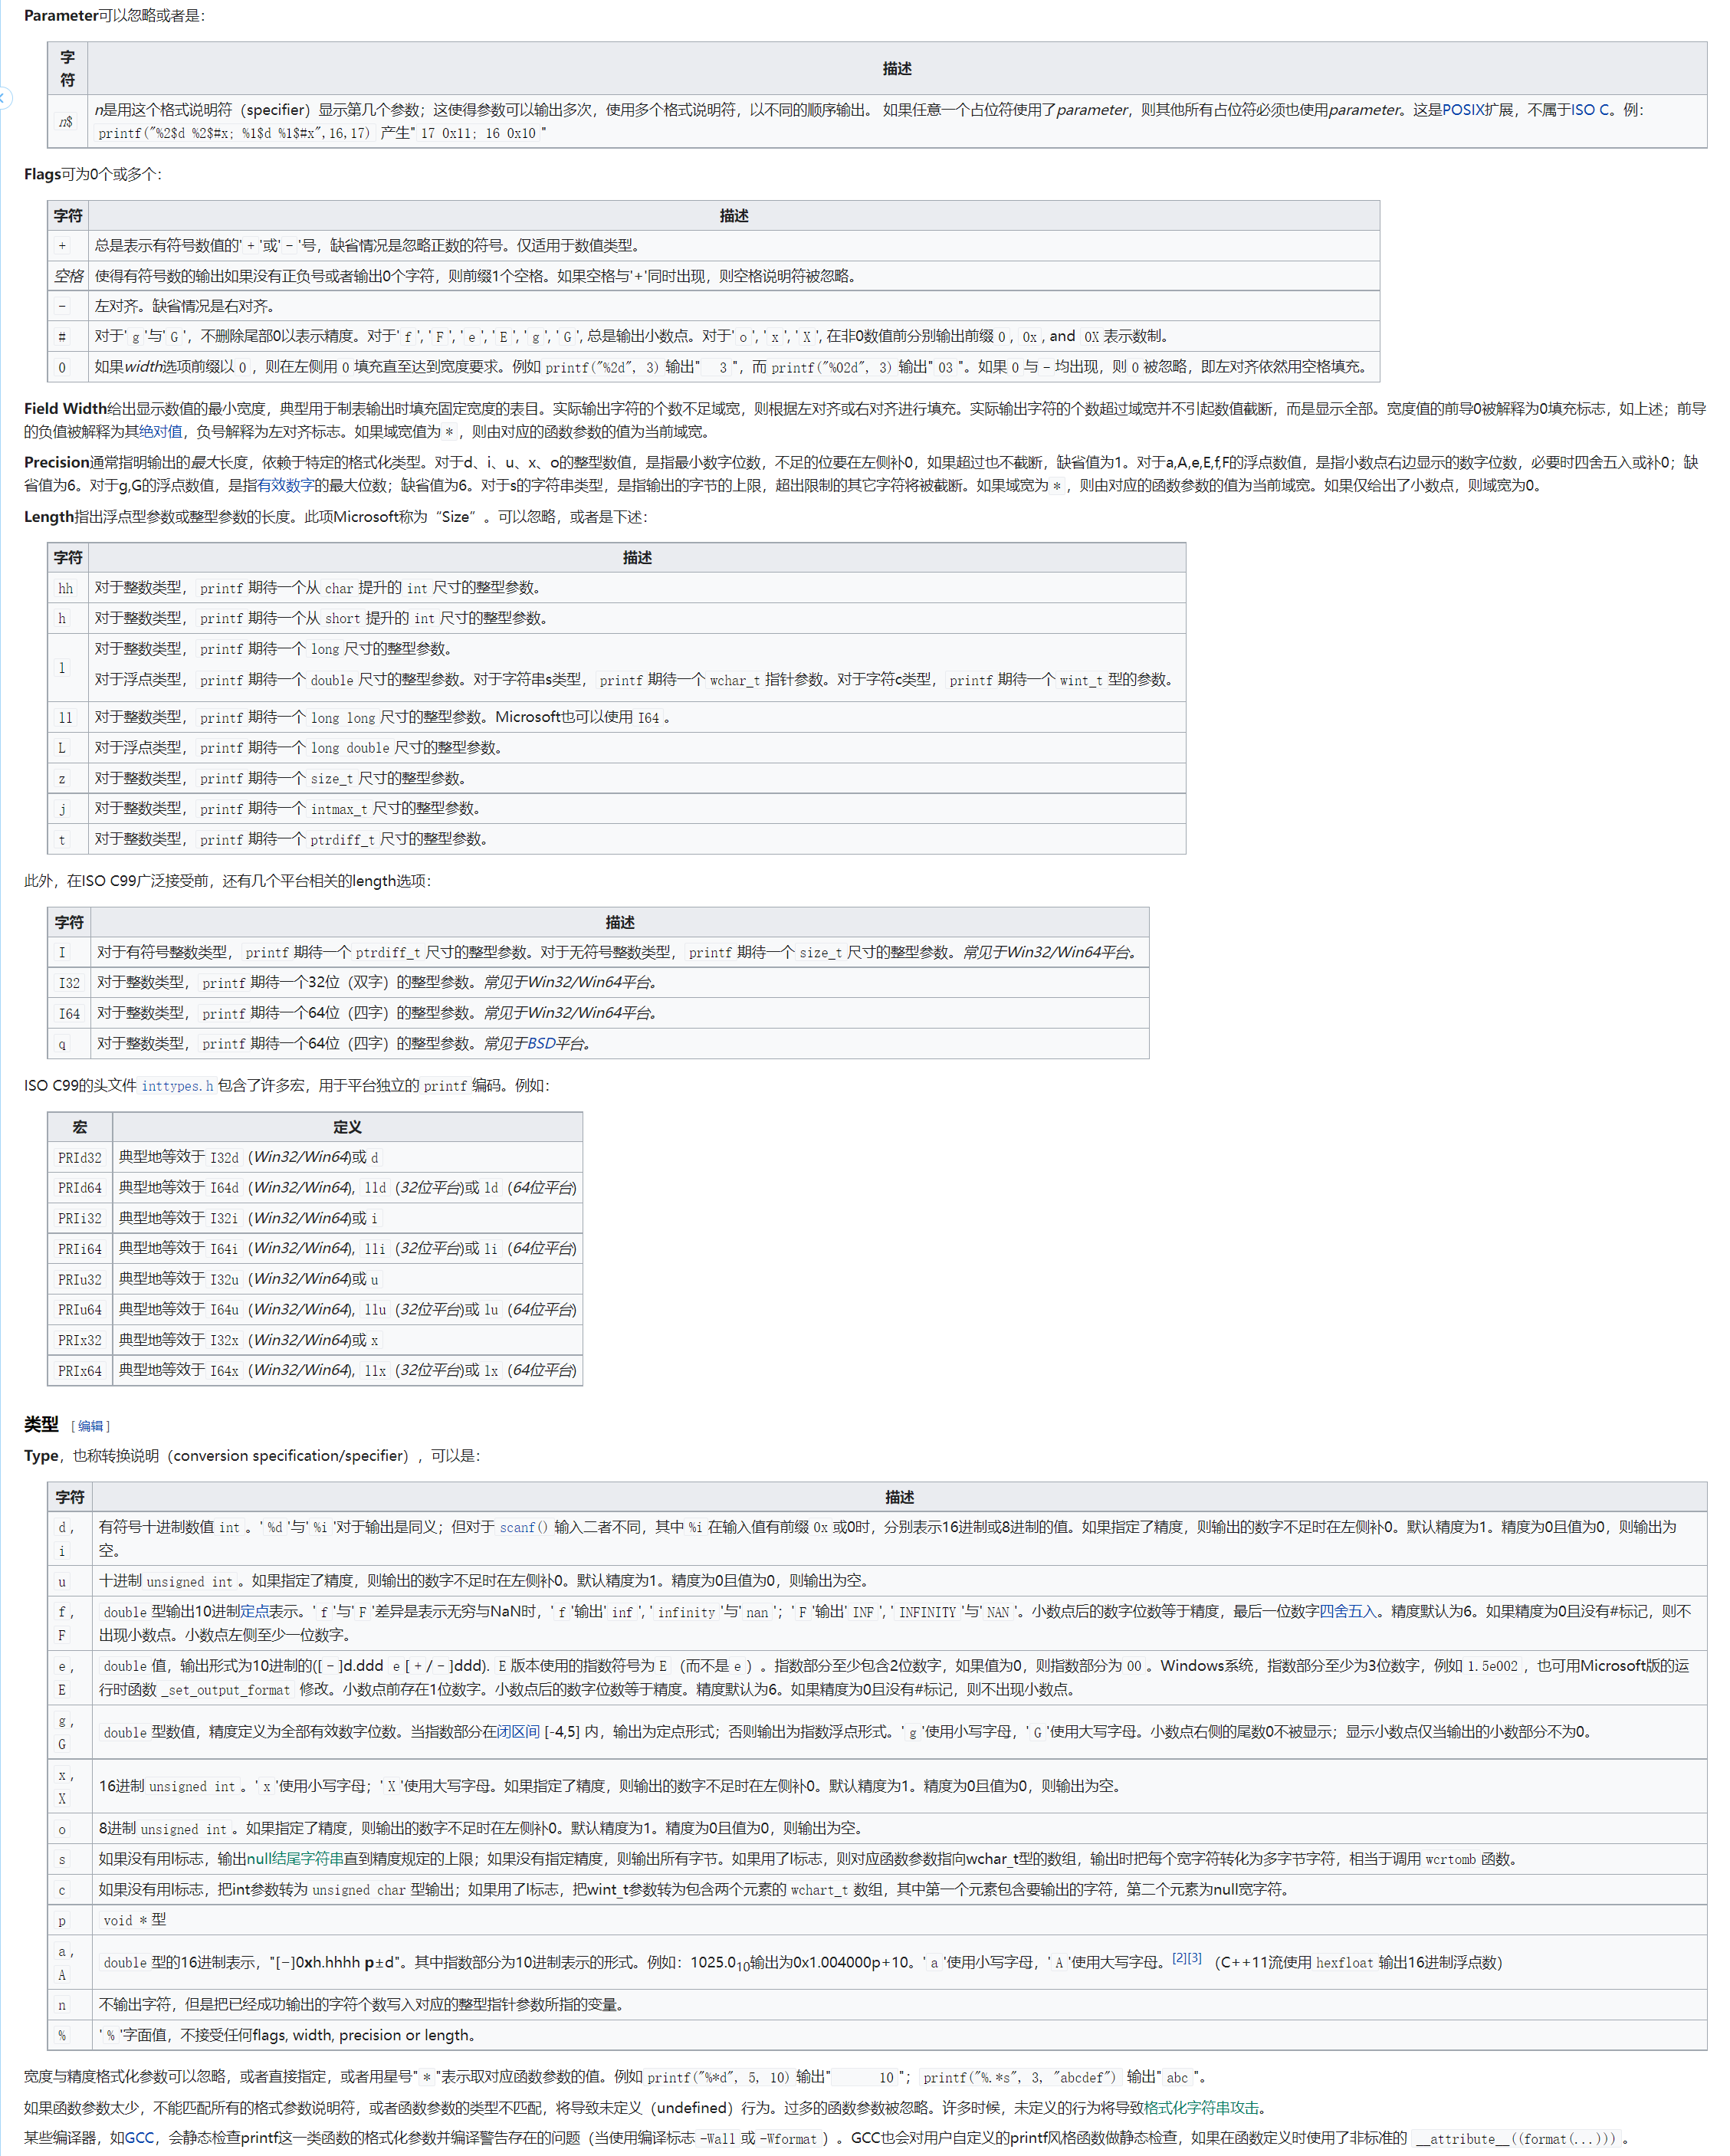 Parameter可以忽略或者是：
字符 描述
n$ n是用这个格式说明符（specifier）显示第几个参数；这使得参数可以输出多次，使用多个格式说明符，以不同的顺序输出。 如果任意一个占位符使用了parameter，则其他所有占位符必须也使用parameter。这是POSIX扩展，不属于ISO C。例：
printf("%2$d %2$#x; %1$d %1$#x",16,17) 产生"17 0x11; 16 0x10"
Flags可为0个或多个：
字符 描述
+ 总是表示有符号数值的'+'或'-'号，缺省情况是忽略正数的符号。仅适用于数值类型。
空格 使得有符号数的输出如果没有正负号或者输出0个字符，则前缀1个空格。如果空格与'+'同时出现，则空格说明符被忽略。
- 左对齐。缺省情况是右对齐。
# 对于'g'与'G'，不删除尾部0以表示精度。对于'f','F','e','E','g','G', 总是输出小数点。对于'o','x','X', 在非0数值前分别输出前缀0, 0x, and 0X表示数制。
0 如果width选项前缀以0，则在左侧用0填充直至达到宽度要求。例如printf("%2d", 3)输出" 3"，而printf("%02d", 3)输出"03"。如果0与-均出现，则0被忽略，即左对齐依然用空格填充。
Field Width给出显示数值的最小宽度，典型用于制表输出时填充固定宽度的表目。实际输出字符的个数不足域宽，则根据左对齐或右对齐进行填充。实际输出字符的个数超过域宽并不引起数值截断，而是显示全部。宽度值的前导0被解释为0填充标志，如上述；前导
的负值被解释为其绝对值，负号解释为左对齐标志。如果域宽值为*，则由对应的函数参数的值为当前域宽。
Precision通常指明输出的最大长度，依赖于特定的格式化类型。对于d、i、u、x、o的整型数值，是指最小数字位数，不足的位要在左侧补0，如果超过也不截断，缺省值为1。对于a,A,e,E,f,F的浮点数值，是指小数点右边显示的数字位数，必要时四舍五入或补0；缺
省值为6。对于g,G的浮点数值，是指有效数字的最大位数；缺省值为6。对于s的字符串类型，是指输出的字节的上限，超出限制的其它字符将被截断。如果域宽为*，则由对应的函数参数的值为当前域宽。如果仅给出了小数点，则域宽为0。
Length指出浮点型参数或整型参数的长度。此项Microsoft称为“Size”。可以忽略，或者是下述：
字符 描述
hh 对于整数类型，printf期待一个从char提升的int尺寸的整型参数。
h 对于整数类型，printf期待一个从short提升的int尺寸的整型参数。
l 对于整数类型，printf期待一个long尺寸的整型参数。
对于浮点类型，printf期待一个double尺寸的整型参数。对于字符串s类型，printf期待一个wchar_t指针参数。对于字符c类型，printf期待一个wint_t型的参数。
ll 对于整数类型，printf期待一个long long尺寸的整型参数。Microsoft也可以使用I64。
L 对于浮点类型，printf期待一个long double尺寸的整型参数。
z 对于整数类型，printf期待一个size_t尺寸的整型参数。
j 对于整数类型，printf期待一个intmax_t尺寸的整型参数。
t 对于整数类型，printf期待一个ptrdiff_t尺寸的整型参数。
此外，在ISO C99广泛接受前，还有几个平台相关的length选项：
字符 描述
I 对于有符号整数类型，printf期待一个ptrdiff_t尺寸的整型参数。对于无符号整数类型，printf期待一个size_t尺寸的整型参数。常见于Win32/Win64平台。
I32 对于整数类型，printf期待一个32位（双字）的整型参数。常见于Win32/Win64平台。
I64 对于整数类型，printf期待一个64位（四字）的整型参数。常见于Win32/Win64平台。
q 对于整数类型，printf期待一个64位（四字）的整型参数。常见于BSD平台。
ISO C99的头文件inttypes.h包含了许多宏，用于平台独立的printf编码。例如：
宏 定义
PRId32 典型地等效于I32d (Win32/Win64)或d
PRId64 典型地等效于I64d (Win32/Win64), lld (32位平台)或ld (64位平台)
PRIi32 典型地等效于I32i (Win32/Win64)或i
PRIi64 典型地等效于I64i (Win32/Win64), lli (32位平台)或li (64位平台)
PRIu32 典型地等效于I32u (Win32/Win64)或u
PRIu64 典型地等效于I64u (Win32/Win64), llu (32位平台)或lu (64位平台)
PRIx32 典型地等效于I32x (Win32/Win64)或x
PRIx64 典型地等效于I64x (Win32/Win64), llx (32位平台)或lx (64位平台)
类型 [编辑]
Type，也称转换说明（conversion specification/specifier），可以是：
字符 描述
d, i 有符号十进制数值int。'%d'与'%i'对于输出是同义；但对于scanf()输入二者不同，其中%i在输入值有前缀0x或0时，分别表示16进制或8进制的值。如果指定了精度，则输出的数字不足时在左侧补0。默认精度为1。精度为0且值为0，则输出为
空。
u 十进制unsigned int。如果指定了精度，则输出的数字不足时在左侧补0。默认精度为1。精度为0且值为0，则输出为空。
f, F double型输出10进制定点表示。'f'与'F'差异是表示无穷与NaN时，'f'输出'inf','infinity'与'nan'；'F'输出'INF','INFINITY'与'NAN'。小数点后的数字位数等于精度，最后一位数字四舍五入。精度默认为6。如果精度为0且没有#标记，则不
出现小数点。小数点左侧至少一位数字。
e, E double值，输出形式为10进制的([-]d.ddd e[+/-]ddd). E版本使用的指数符号为E（而不是e）。指数部分至少包含2位数字，如果值为0，则指数部分为00。Windows系统，指数部分至少为3位数字，例如1.5e002，也可用Microsoft版的运
行时函数_set_output_format 修改。小数点前存在1位数字。小数点后的数字位数等于精度。精度默认为6。如果精度为0且没有#标记，则不出现小数点。
g, G double型数值，精度定义为全部有效数字位数。当指数部分在闭区间 [-4,5] 内，输出为定点形式；否则输出为指数浮点形式。'g'使用小写字母，'G'使用大写字母。小数点右侧的尾数0不被显示；显示小数点仅当输出的小数部分不为0。
x, X 16进制unsigned int。'x'使用小写字母；'X'使用大写字母。如果指定了精度，则输出的数字不足时在左侧补0。默认精度为1。精度为0且值为0，则输出为空。
o 8进制unsigned int。如果指定了精度，则输出的数字不足时在左侧补0。默认精度为1。精度为0且值为0，则输出为空。
s 如果没有用l标志，输出null结尾字符串直到精度规定的上限；如果没有指定精度，则输出所有字节。如果用了l标志，则对应函数参数指向wchar_t型的数组，输出时把每个宽字符转化为多字节字符，相当于调用wcrtomb函数。
c 如果没有用l标志，把int参数转为unsigned char型输出；如果用了l标志，把wint_t参数转为包含两个元素的wchart_t数组，其中第一个元素包含要输出的字符，第二个元素为null宽字符。
p void *型
a, A double型的16进制表示，"[−]0xh.hhhh p±d"。其中指数部分为10进制表示的形式。例如：1025.010输出为0x1.004000p+10。'a'使用小写字母，'A'使用大写字母。[2][3] （C++11流使用hexfloat输出16进制浮点数）
n 不输出字符，但是把已经成功输出的字符个数写入对应的整型指针参数所指的变量。
% '%'字面值，不接受任何flags, width, precision or length。
宽度与精度格式化参数可以忽略，或者直接指定，或者用星号"*"表示取对应函数参数的值。例如printf("%*d", 5, 10)输出"   10"；printf("%.*s", 3, "abcdef")输出"abc"。
如果函数参数太少，不能匹配所有的格式参数说明符，或者函数参数的类型不匹配，将导致未定义（undefined）行为。过多的函数参数被忽略。许多时候，未定义的行为将导致格式化字符串攻击。
某些编译器，如GCC，会静态检查printf这一类函数的格式化参数并编译警告存在的问题（当使用编译标志-Wall或-Wformat）。GCC也会对用户自定义的printf风格函数做静态检查，如果在函数定义时使用了非标准的 __attribute__((format(...)))。